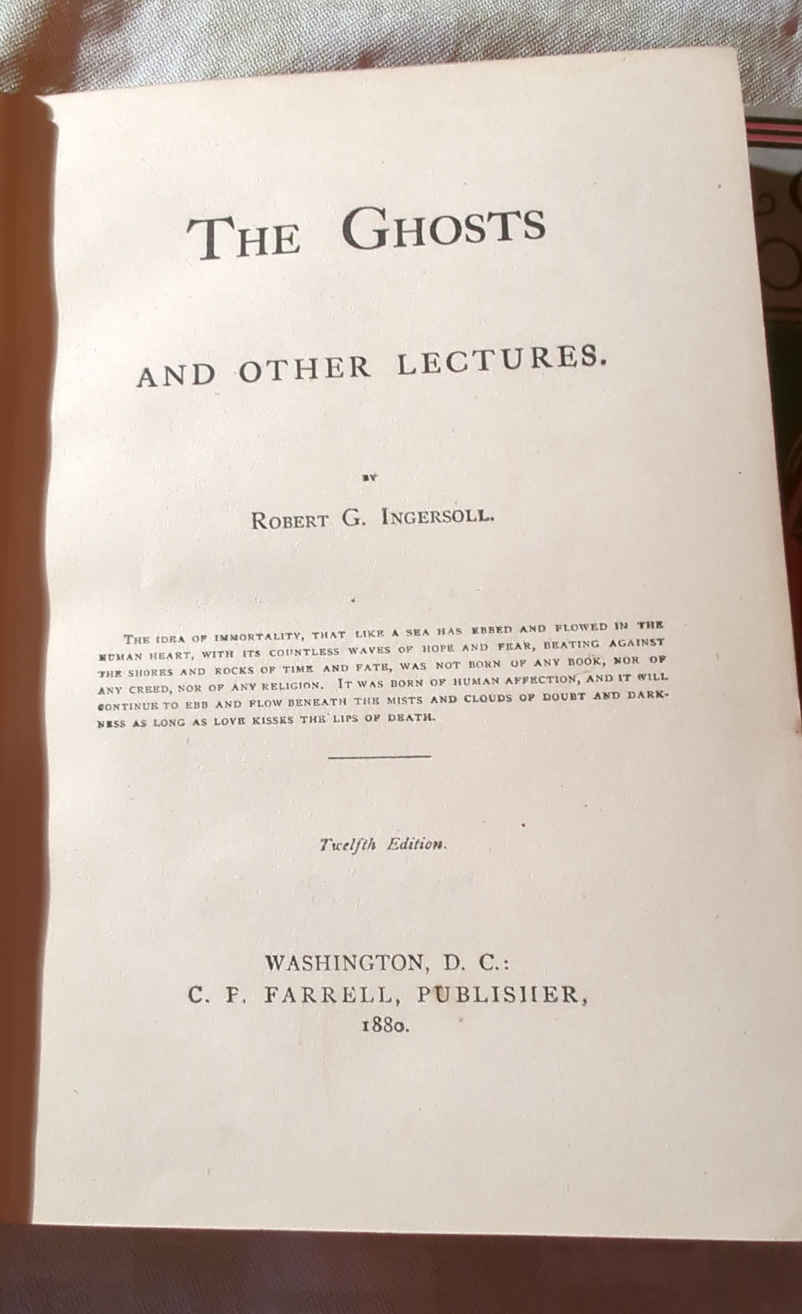 THE GHOSTS
AND OTHER LECTURES.
BY
ROBERT G. INGERSOLL.
THE IDEA OF IMMORTALITY, THAT LIKE A SEA HAS EBBED AND FLOWED IN THE
HUMAN HEART, WITH ITS COUNTLESS WAVES OF HOPE AND FEAR, BEATING AGAINST
THE SHORES AND ROCKS OF TIME AND FATE, WAS NOT BORN OF ANY BOOK, NOR OF
ANY CREED, NOR OF ANY RELIGION. IT WAS BORN OF HUMAN AFFECTION, AND IT WILL
CONTINUE TO EBB AND FLOW BENEATH THE MISTS AND CLOUDS OF DOUBT AND DARK-
NESS AS LONG AS LOVE KISSES THE LIPS OF DEATH.
Twelfth Edition.
WASHINGTON, D. C.:
C. P. FARRELL, PUBLISHER,
1880.